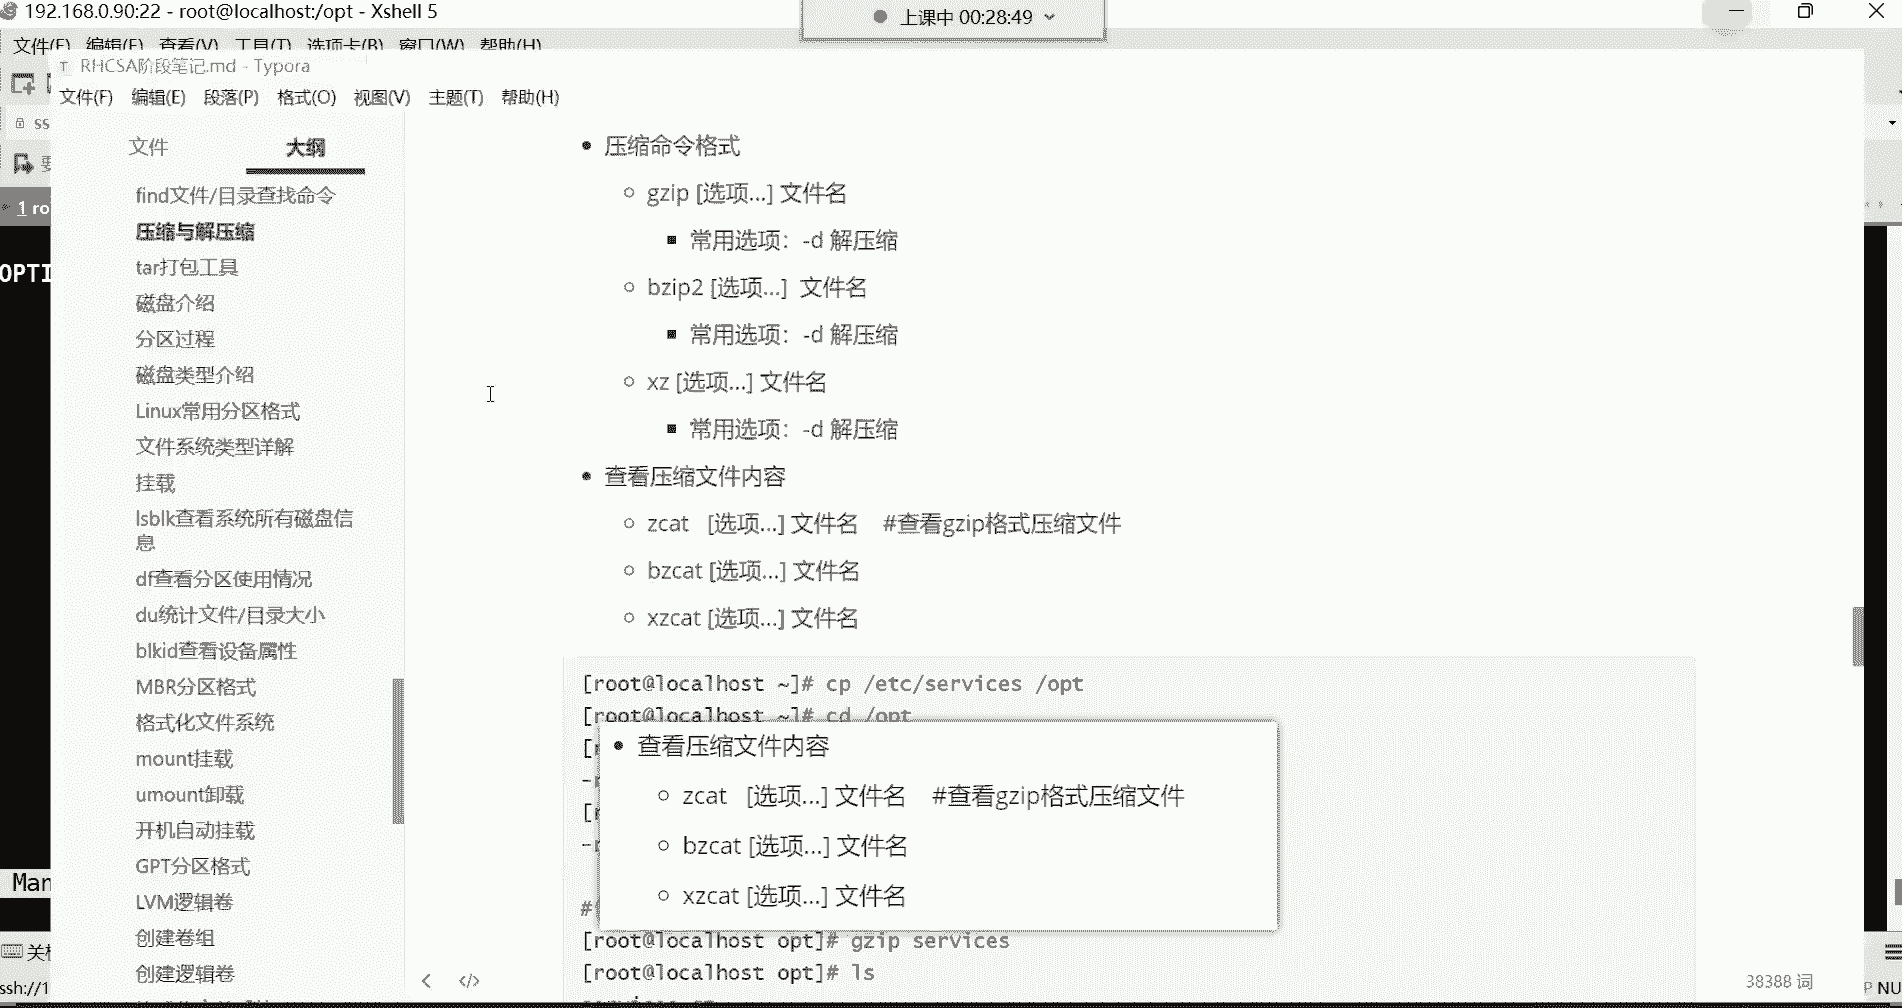 192.168.0.90:22 - root@localhost:/opt - Xshell 5
上课中 00:28:49
文件(F) 编辑(E) 查看(V) 工具(T) 选项卡(B) 窗口(W) 帮助(H)
RHCSA阶段笔记.md - Typora
文件(F) 编辑(E) 段落(P) 格式(O) 视图(V) 主题(T) 帮助(H)
ss
1 ro
OPTI
Man
ssh://1
文件 大纲
find文件/目录查找命令
压缩与解压缩
tar打包工具
磁盘介绍
分区过程
磁盘类型介绍
Linux常用分区格式
文件系统类型详解
挂载
lsblk查看系统所有磁盘信
息
df查看分区使用情况
du统计文件/目录大小
blkid查看设备属性
MBR分区格式
格式化文件系统
mount挂载
umount卸载
开机自动挂载
GPT分区格式
LVM逻辑卷
创建卷组
创建逻辑卷
压缩命令格式
gzip [选项...] 文件名
常用选项：-d 解压缩
bzip2 [选项...] 文件名
常用选项：-d 解压缩
xz [选项...] 文件名
常用选项：-d 解压缩
查看压缩文件内容
zcat [选项...] 文件名 #查看gzip格式压缩文件
bzcat [选项...] 文件名
xzcat [选项...] 文件名
[root@localhost ~]# cp /etc/services /opt
[root@localhost ~]# cd /opt
查看压缩文件内容
zcat [选项...] 文件名 #查看gzip格式压缩文件
bzcat [选项...] 文件名
xzcat [选项...] 文件名
[root@localhost opt]# gzip services
[root@localhost opt]# ls
38388 词
NU